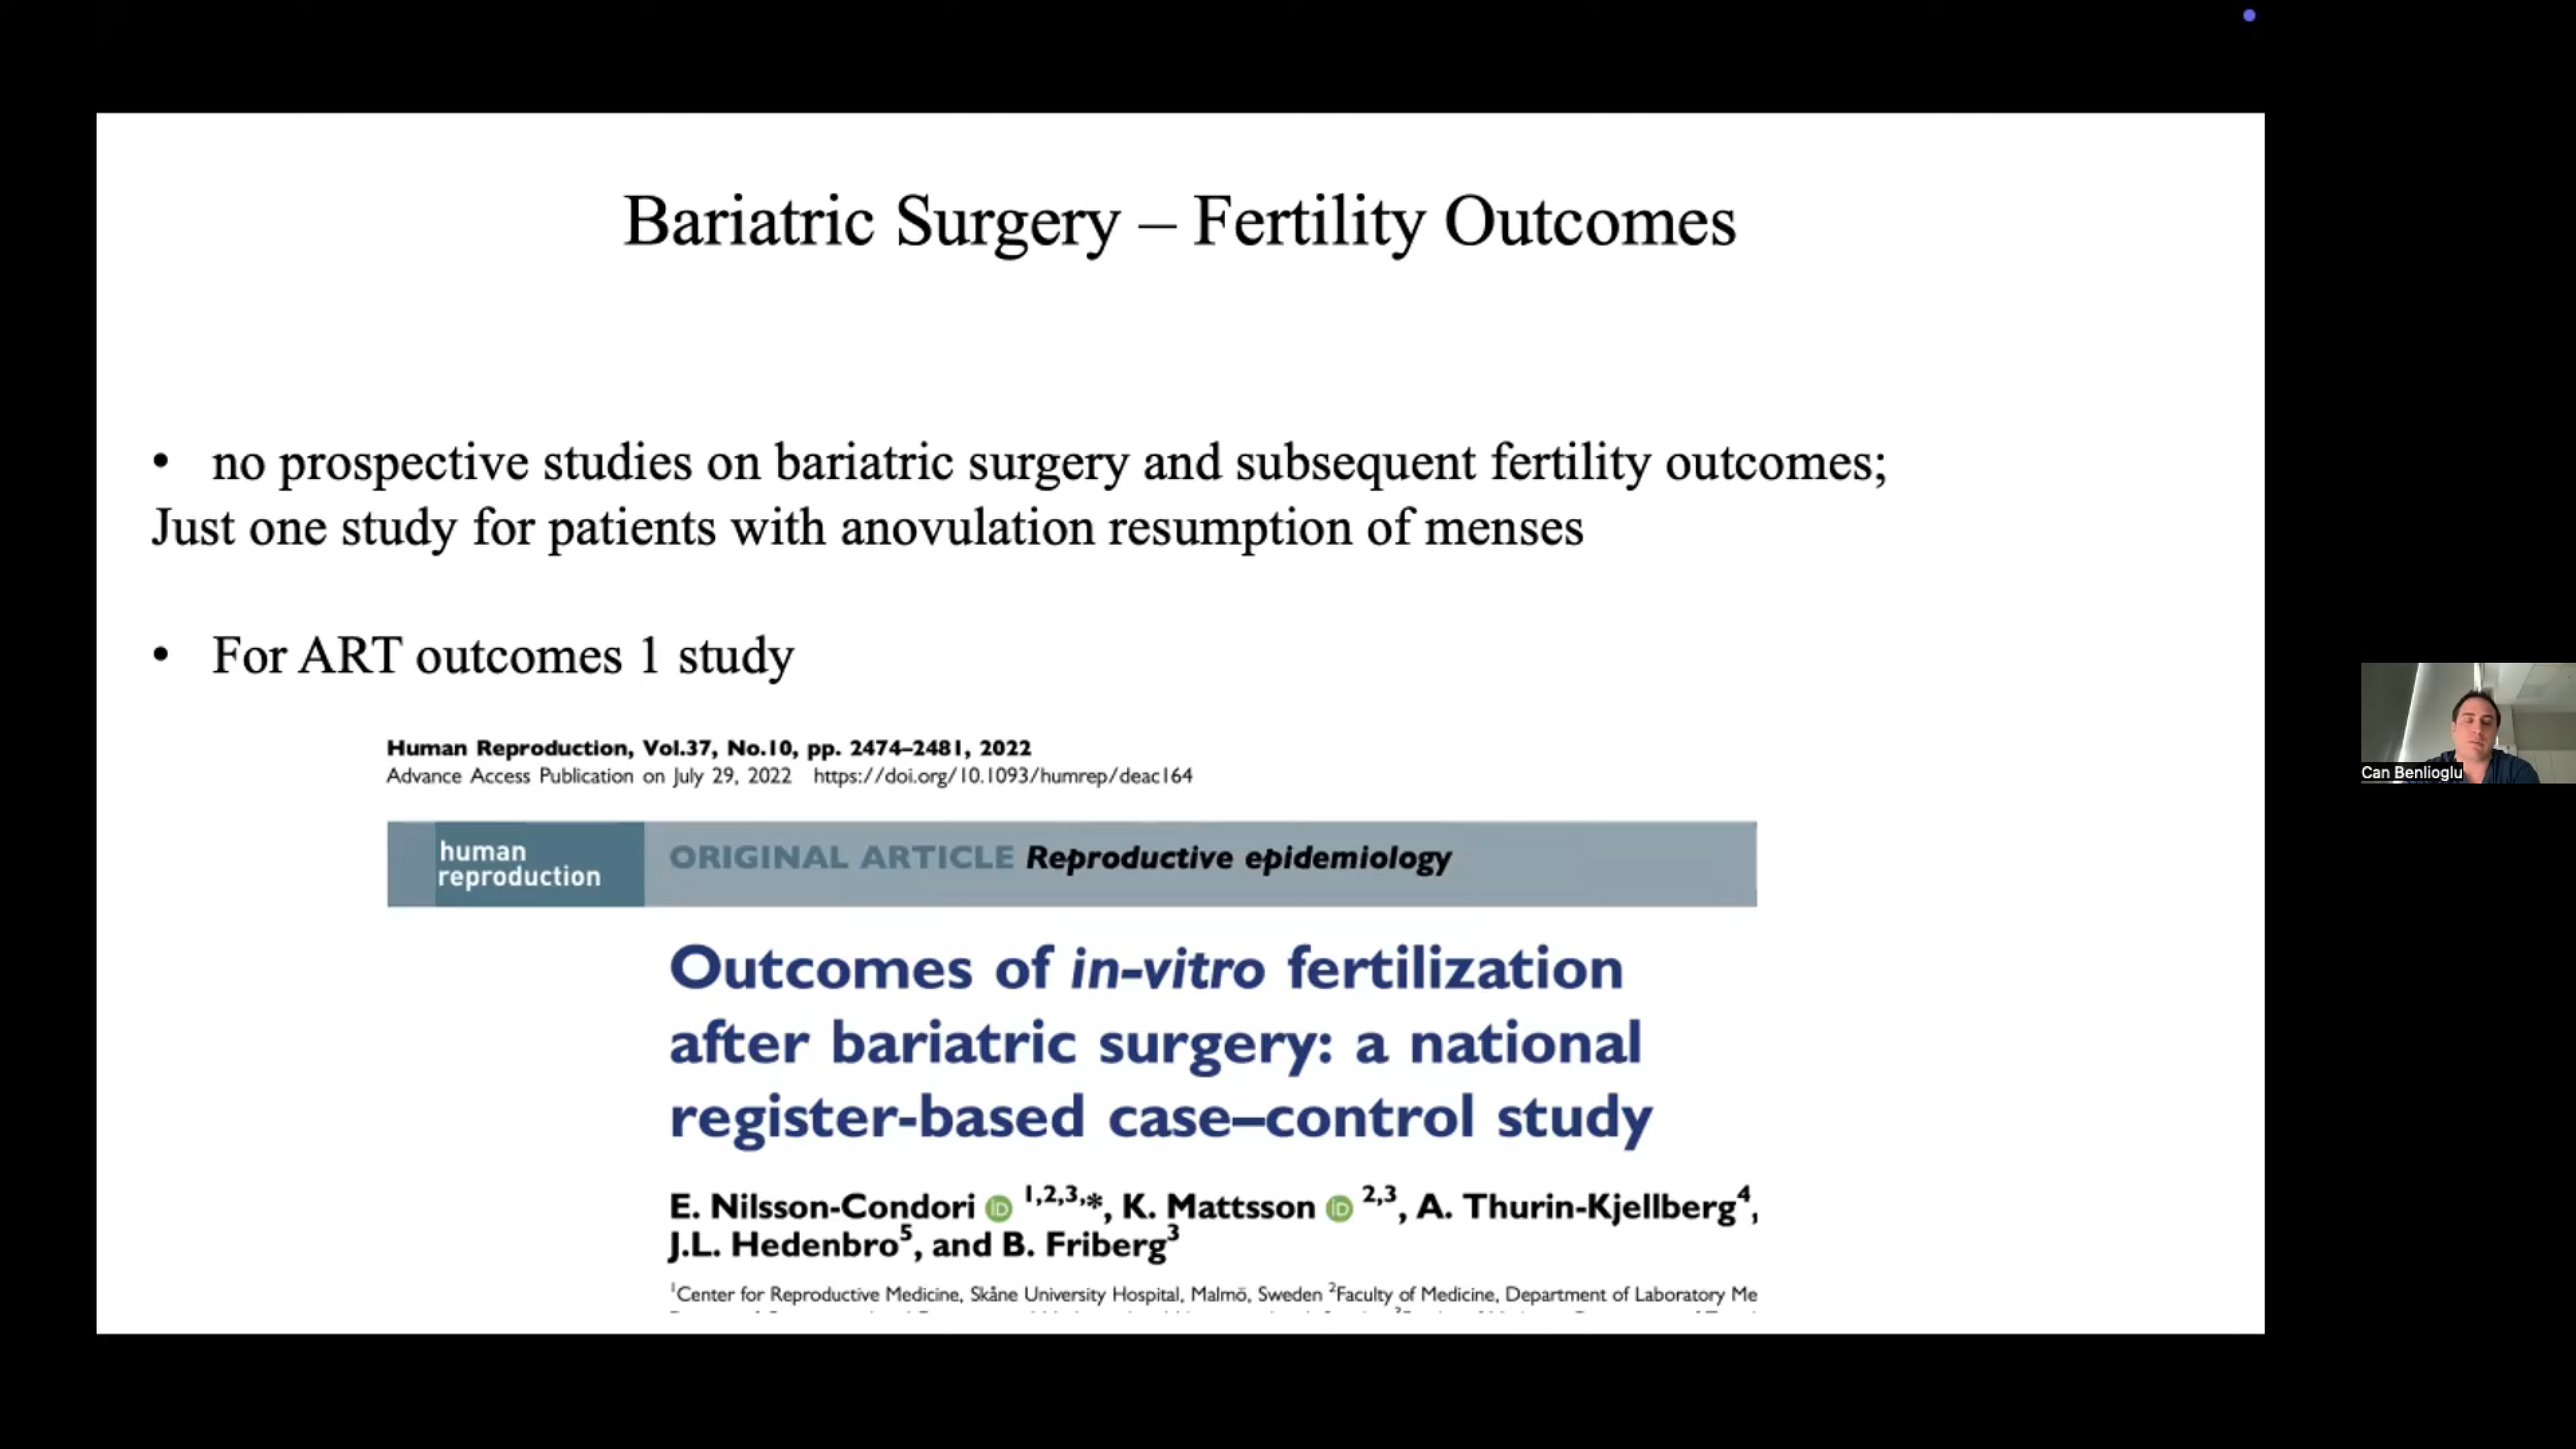 Bariatric Surgery – Fertility Outcomes
• no prospective studies on bariatric surgery and subsequent fertility outcomes;
Just one study for patients with anovulation resumption of menses
• For ART outcomes 1 study
Human Reproduction, Vol.37, No.10, pp. 2474–2481, 2022
Advance Access Publication on July 29, 2022 https://doi.org/10.1093/humrep/deac164
human
reproduction
ORIGINAL ARTICLE Reproductive epidemiology
Outcomes of in-vitro fertilization
after bariatric surgery: a national
register-based case–control study
E. Nilsson-Condori iD 1,2,3,*, K. Mattsson iD 2,3, A. Thurin-Kjellberg4,
J.L. Hedenbro5, and B. Friberg3
1Center for Reproductive Medicine, Skåne University Hospital, Malmö, Sweden 2Faculty of Medicine, Department of Laboratory Me
Can Benlioglu